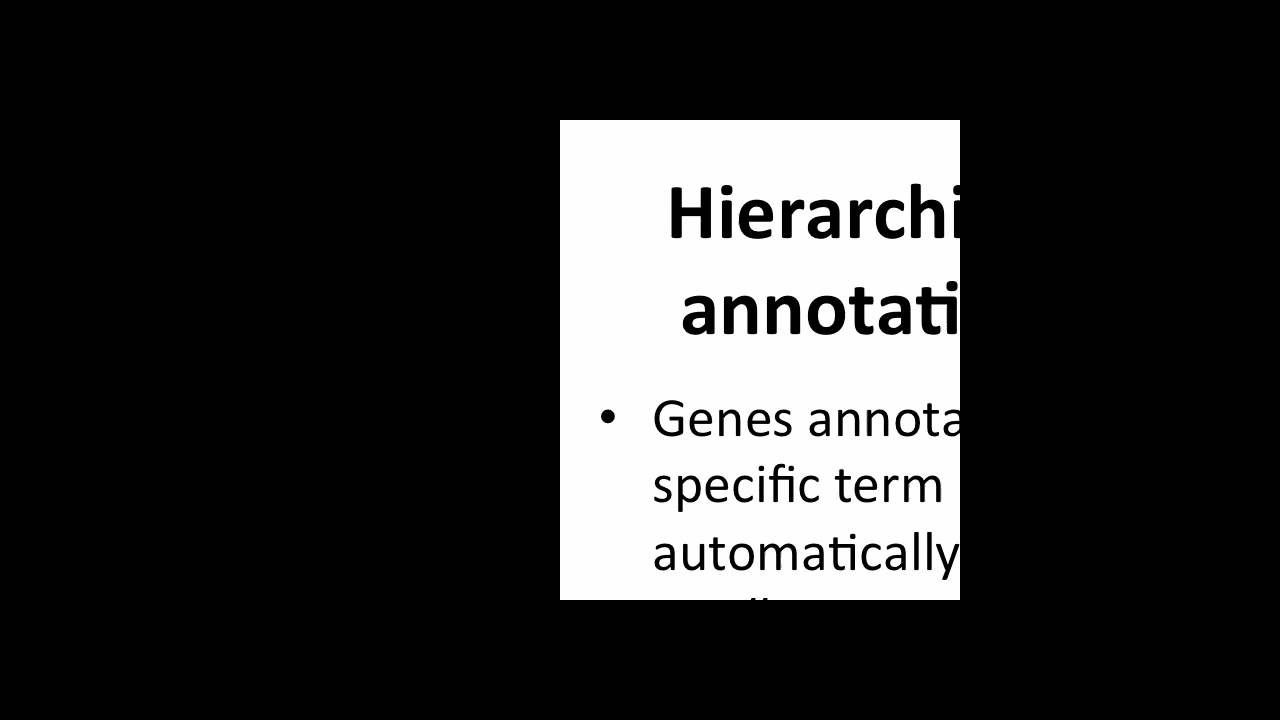 Hierarchi
annotati
• Genes annota
specific term
automatically